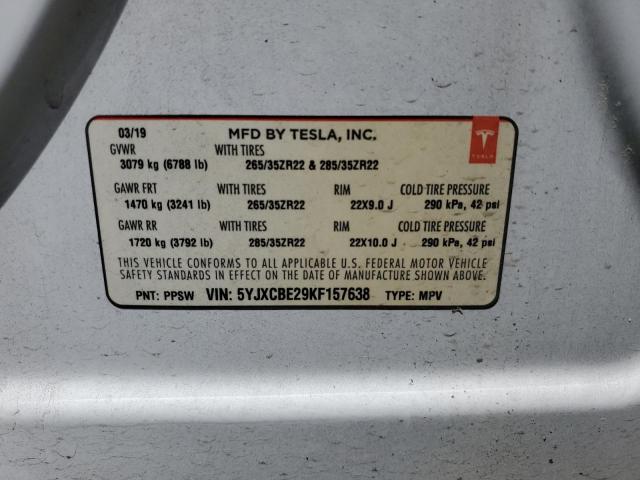 03/19 MFD BY TESLA, INC.
GVWR WITH TIRES
3079 kg (6788 lb) 265/35ZR22 & 285/35ZR22
TESLA
GAWR FRT WITH TIRES RIM COLD TIRE PRESSURE
1470 kg (3241 lb) 265/35ZR22 22X9.0 J 290 kPa, 42 psi
GAWR RR WITH TIRES RIM COLD TIRE PRESSURE
1720 kg (3792 lb) 285/35ZR22 22X10.0 J 290 kPa, 42 psi
THIS VEHICLE CONFORMS TO ALL APPLICABLE U.S. FEDERAL MOTOR VEHICLE
SAFETY STANDARDS IN EFFECT ON THE DATE OF MANUFACTURE SHOWN ABOVE.
PNT: PPSW VIN: 5YJXCBE29KF157638 TYPE: MPV